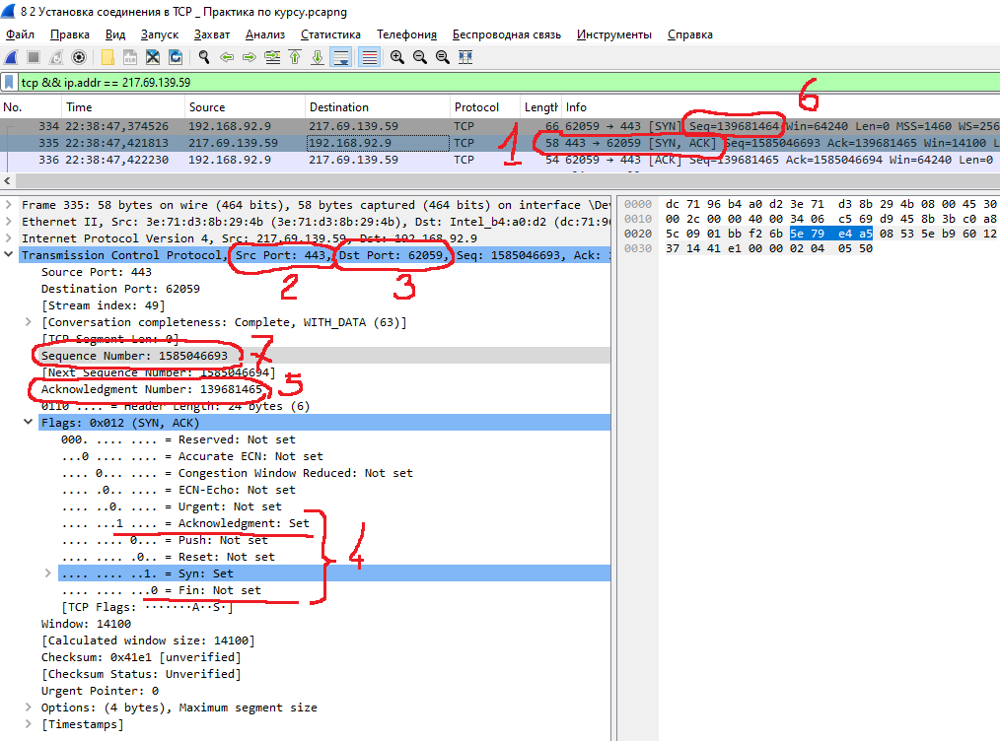 8 2 Установка соединения в TCP _ Практика по курсу.pcapng
Файл Правка Вид Запуск Захват Анализ Статистика Телефония Беспроводная связь Инструменты Справка
tcp && ip.addr == 217.69.139.59
6
No. Time Source Destination Protocol Length Info
334 22:38:47,374526 192.168.92.9 217.69.139.59 TCP 66 62059 → 443 [SYN] Seq=139681464 Win=64240 Len=0 MSS=1460 WS=256
335 22:38:47,421813 217.69.139.59 192.168.92.9 TCP 58 443 → 62059 [SYN, ACK] Seq=1585046693 Ack=139681465 Win=14100 L
1
336 22:38:47,422230 192.168.92.9 217.69.139.59 TCP 54 62059 → 443 [ACK] Seq=139681465 Ack=1585046694 Win=64240 Len=0
Frame 335: 58 bytes on wire (464 bits), 58 bytes captured (464 bits) on interface \Dev
Ethernet II, Src: 3e:71:d3:8b:29:4b (3e:71:d3:8b:29:4b), Dst: Intel_b4:a0:d2 (dc:71:96
Internet Protocol Version 4, Src: 217.69.139.59, Dst: 192.168.92.9
Transmission Control Protocol, Src Port: 443, Dst Port: 62059, Seq: 1585046693, Ack: 1
Source Port: 443
2 3
Destination Port: 62059
[Stream index: 49]
[Conversation completeness: Complete, WITH_DATA (63)]
[TCP Segment Len: 0]
Sequence Number: 1585046693
7
[Next Sequence Number: 1585046694]
Acknowledgment Number: 139681465
5
0110 .... = Header Length: 24 bytes (6)
Flags: 0x012 (SYN, ACK)
000. .... .... = Reserved: Not set
...0 .... .... = Accurate ECN: Not set
.... 0... .... = Congestion Window Reduced: Not set
.... .0.. .... = ECN-Echo: Not set
.... ..0. .... = Urgent: Not set
.... ...1 .... = Acknowledgment: Set
.... .... 0... = Push: Not set
4
.... .... .0.. = Reset: Not set
.... .... ..1. = Syn: Set
.... .... ...0 = Fin: Not set
[TCP Flags: ·······A··S·]
Window: 14100
[Calculated window size: 14100]
Checksum: 0x41e1 [unverified]
[Checksum Status: Unverified]
Urgent Pointer: 0
Options: (4 bytes), Maximum segment size
[Timestamps]
0000 dc 71 96 b4 a0 d2 3e 71 d3 8b 29 4b 08 00 45 30
0010 00 2c 00 00 40 00 34 06 c5 69 d9 45 8b 3b c0 a8
0020 5c 09 01 bb f2 6b 5e 79 e4 a5 08 53 5e b9 60 12
0030 37 14 41 e1 00 00 02 04 05 50